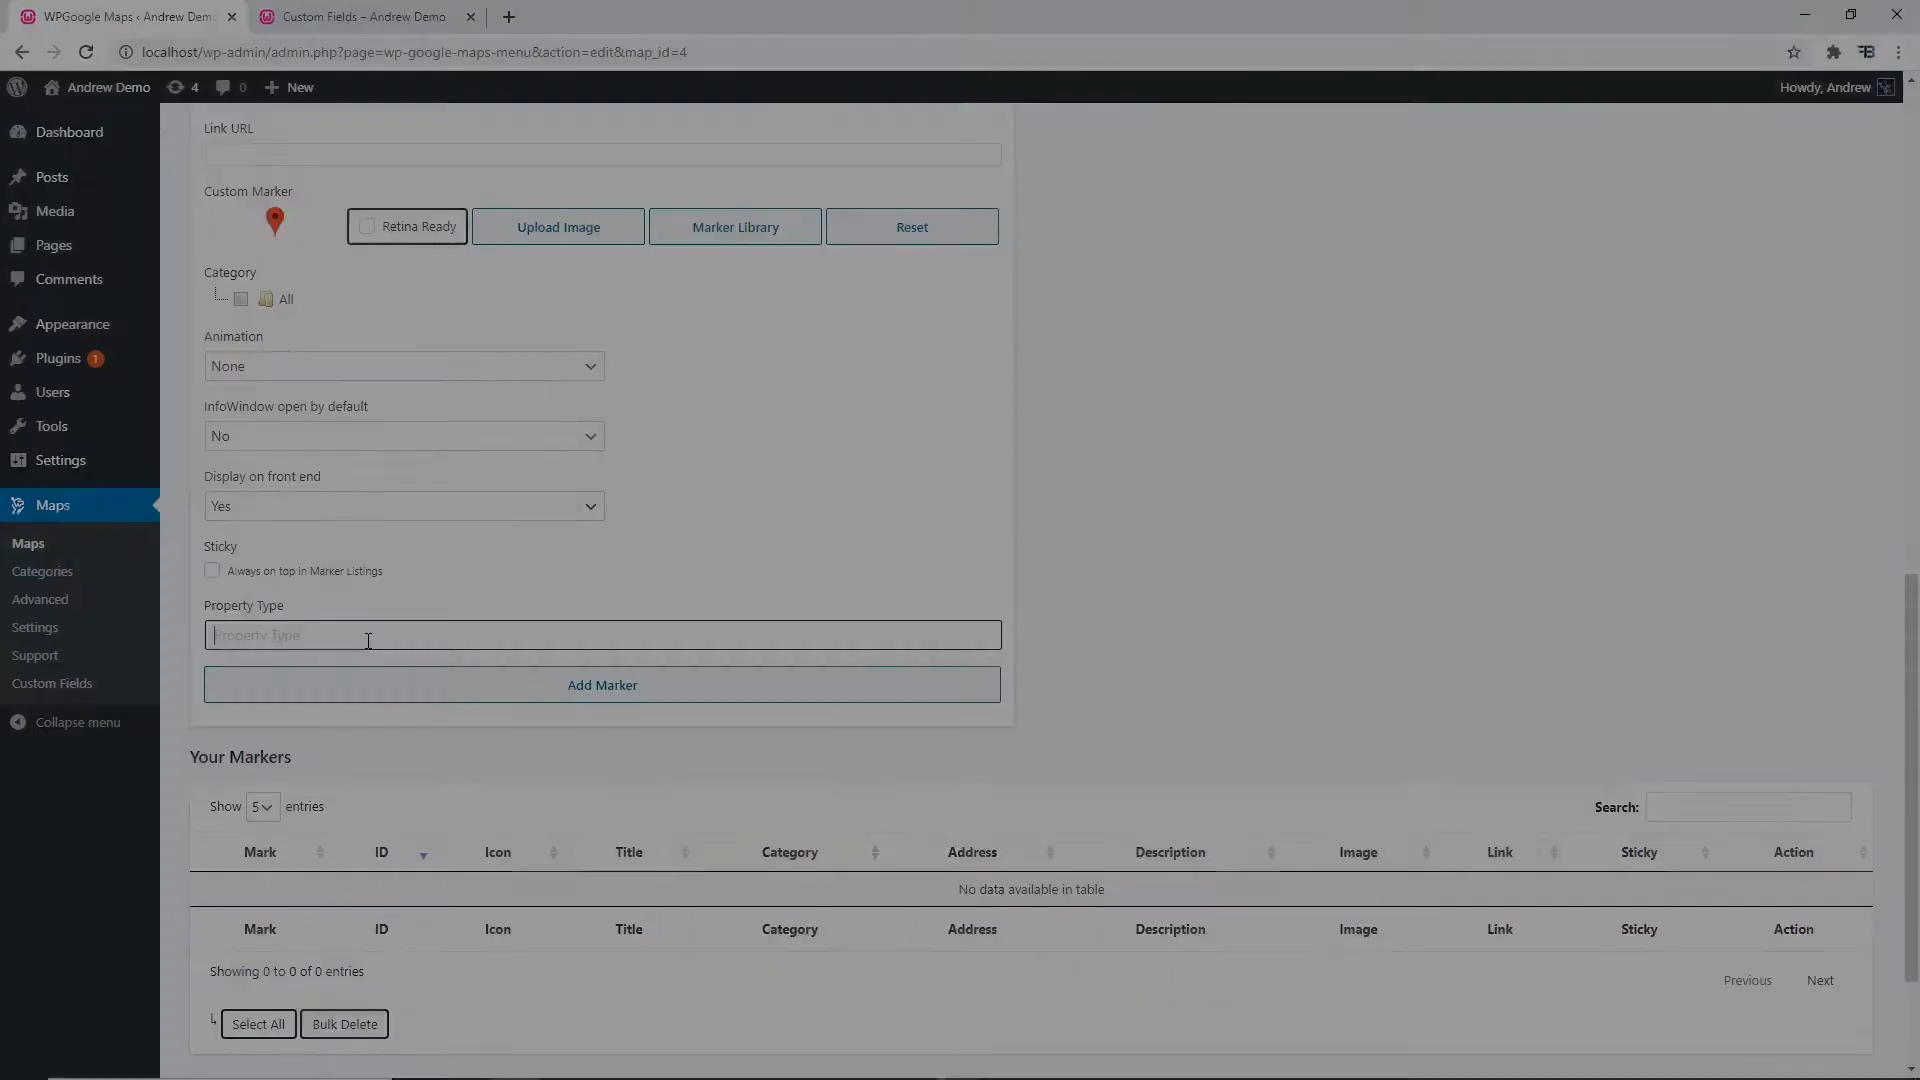 WPGoogle Maps ‹ Andrew Demo
Custom Fields – Andrew Demo
localhost/wp-admin/admin.php?page=wp-google-maps-menu&action=edit&map_id=4
Andrew Demo
4
0
New
Howdy, Andrew
Dashboard
Posts
Media
Pages
Comments
Appearance
Plugins 1
Users
Tools
Settings
Maps
Maps
Categories
Advanced
Settings
Support
Custom Fields
Collapse menu
Link URL
Custom Marker
Retina Ready
Upload Image
Marker Library
Reset
Category
All
Animation
None
InfoWindow open by default
No
Display on front end
Yes
Sticky
Always on top in Marker Listings
Property Type
Property Type
Add Marker
Your Markers
Show 5 entries
Search:
Mark ID Icon Title Category Address Description Image Link Sticky Action
No data available in table
Mark ID Icon Title Category Address Description Image Link Sticky Action
Showing 0 to 0 of 0 entries
Previous Next
Select All
Bulk Delete